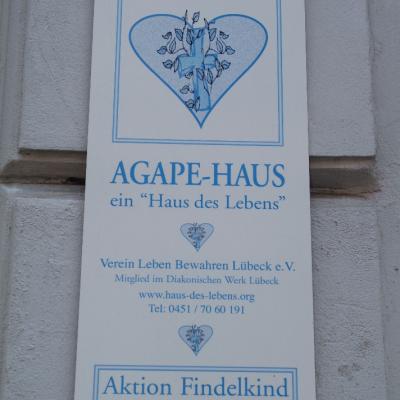 AGAPE-HAUS
ein “Haus des Lebens”
Verein Leben Bewahren Lübeck e.V.
Mitglied im Diakonischen Werk Lübeck
www.haus-des-lebens.org
Tel: 0451 / 70 60 191
Aktion Findelkind